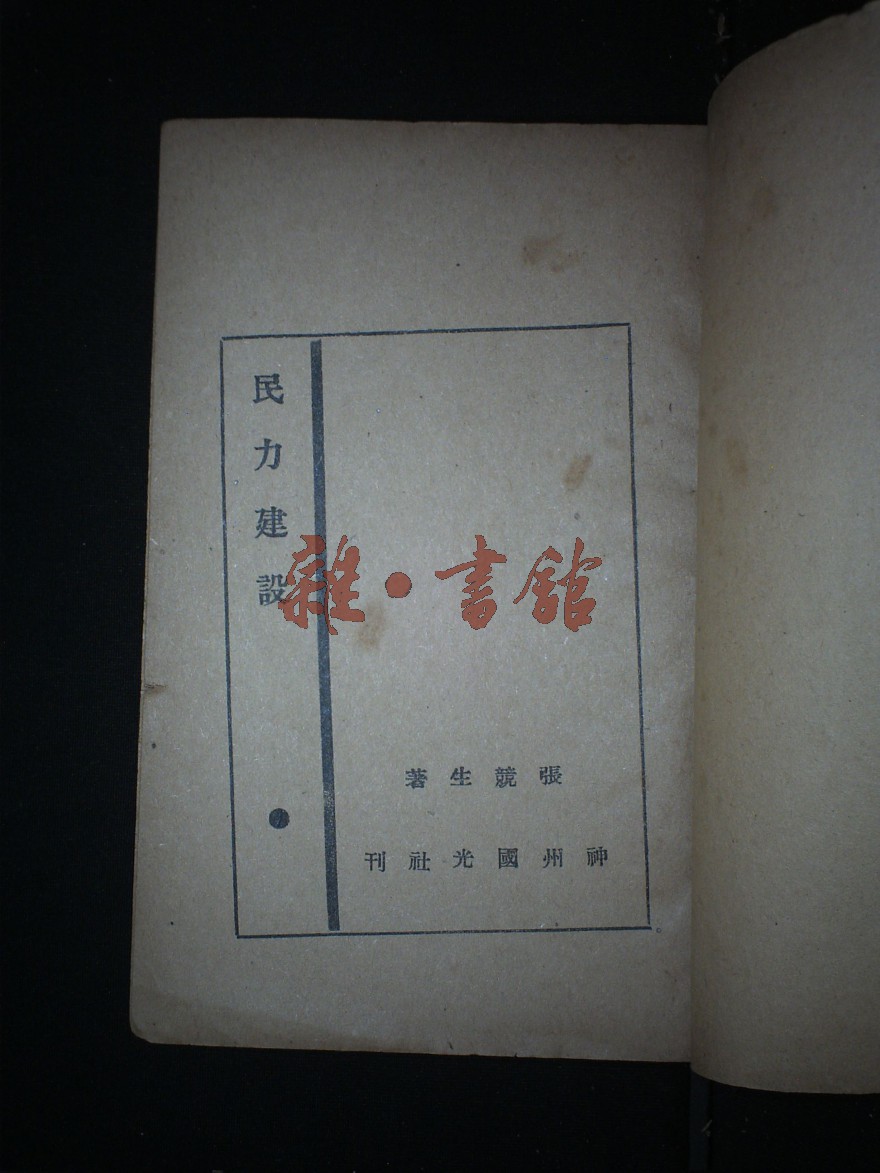 民力建設
張競生著
神州國光社刊
雜·書館